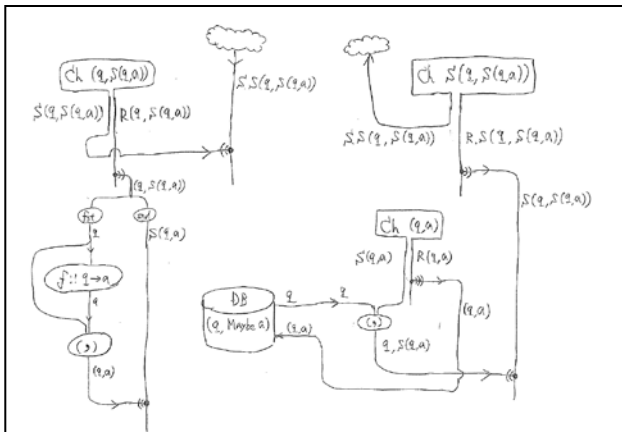 Ch (q, S(q,a))
S(q, S(q,a))
R(q, S(q,a))
S S(q, S(q,a))
(q, S(q,a))
fst
snd
q
S(q,a)
f :: q → a
a
(,)
(q,a)
Ch S(q, S(q,a))
S S(q, S(q,a))
R S(q, S(q,a))
S(q, S(q,a))
Ch (q,a)
S(q,a)
R(q,a)
DB
(q, Maybe a)
q
q
(q,a)
(,)
q, S(q,a)
(q,a)